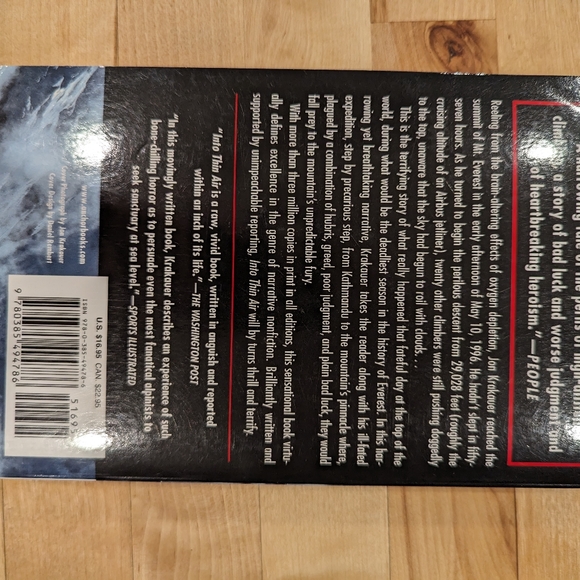 climbing
a story of bad luck and worse judgment and
of heartbreaking heroism."—PEOPLE
Reeling from the brain-altering effects of oxygen depletion, Jon Krakauer reached the
summit of Mt. Everest in the early afternoon of May 10, 1996. He hadn't slept in fifty-
seven hours. As he turned to begin the perilous descent from 29,028 feet (roughly the
cruising altitude of an Airbus jetliner), twenty other climbers were still pushing doggedly
to the top, unaware that the sky had begun to roll with clouds. . .
This is the terrifying story of what really happened that fateful day at the top of the
world, during what would be the deadliest season in the history of Everest. In this har-
rowing yet breathtaking narrative, Krakauer takes the reader along with his ill-fated
expedition, step by precarious step, from Kathmandu to the mountain's pinnacle where,
plagued by a combination of hubris, greed, poor judgment, and plain bad luck, they would
fall prey to the mountain's unpredictable fury.
With more than three million copies in print in all editions, this sensational book virtu-
ally defines excellence in the genre of narrative nonfiction. Brilliantly written and
supported by unimpeachable reporting, Into Thin Air will by turns thrill and terrify.
"Into Thin Air is a raw, vivid book, written in anguish and reported
within an inch of its life."—THE WASHINGTON POST
"In this movingly written book, Krakauer describes an experience of such
bone-chilling horror as to persuade even the most fanatical alpinists to
seek sanctuary at sea level."—SPORTS ILLUSTRATED
www.anchorbooks.com
Cover Photograph by Jon Krakauer
Cover Design by Daniel Rembert
U.S. $16.95 CAN. $22.95
ISBN 978-0-385-49478-6
9 780385 494786
5169